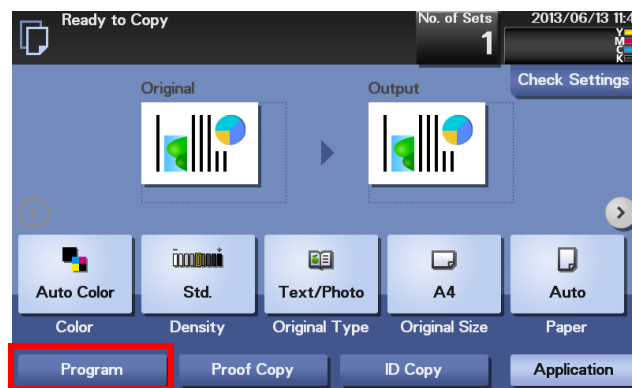 Ready to Copy
No. of Sets
1
2013/06/13 11:4
Y
M
C
K
Check Settings
Original
Output
Auto Color
Std.
Text/Photo
A4
Auto
Color
Density
Original Type
Original Size
Paper
Program
Proof Copy
ID Copy
Application